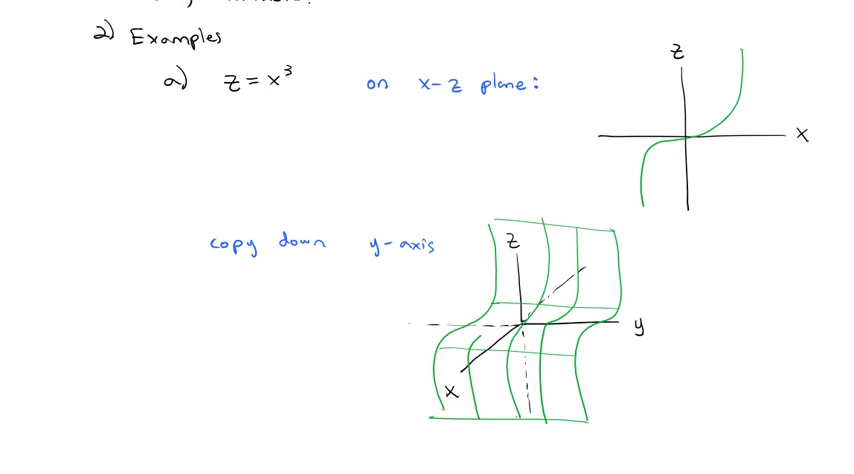 2) Examples
a) z = x³ on x-z plane:
z
x
copy down y-axis
z
y
x